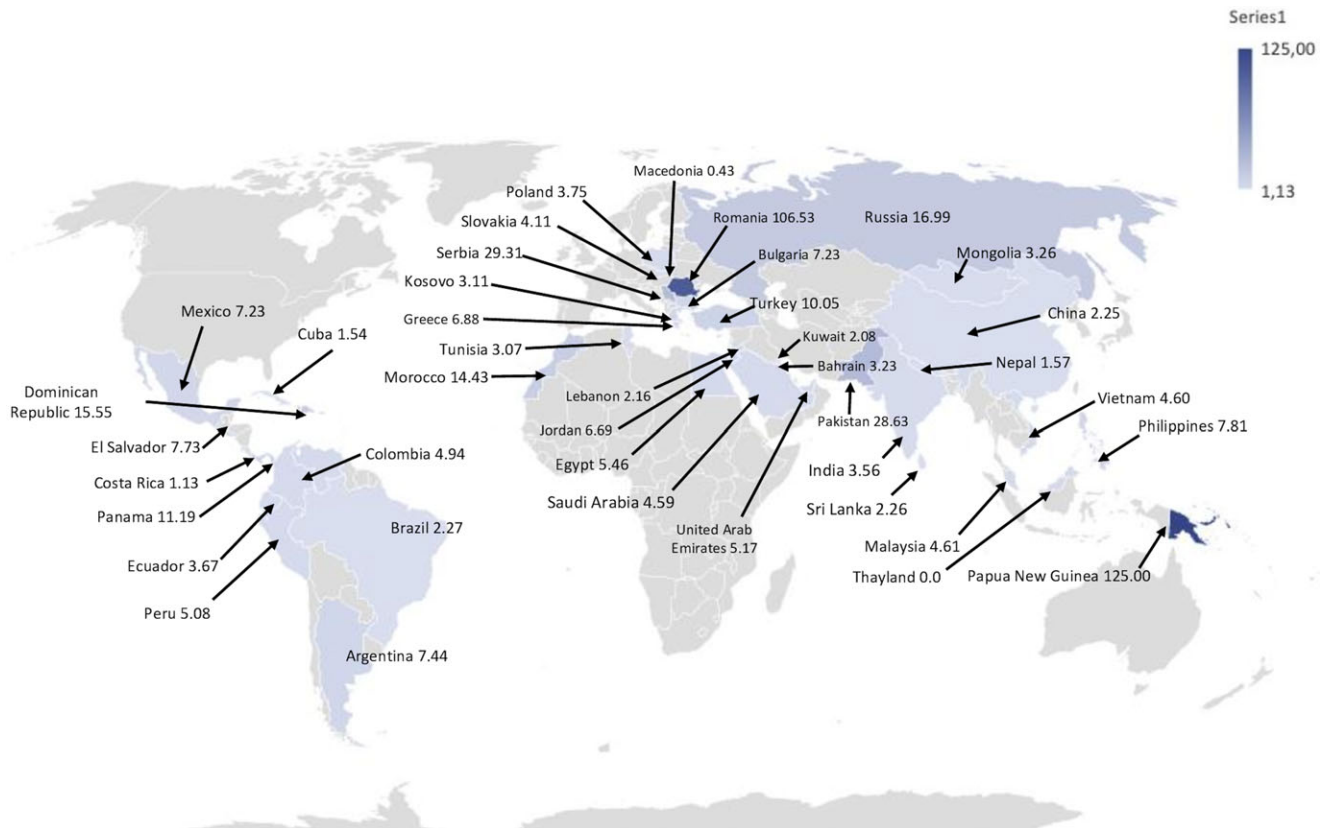 Series1
125,00
1,13
Macedonia 0.43
Poland 3.75
Slovakia 4.11
Romania 106.53
Russia 16.99
Serbia 29.31
Bulgaria 7.23
Mongolia 3.26
Kosovo 3.11
Mexico 7.23
Greece 6.88
Turkey 10.05
China 2.25
Cuba 1.54
Kuwait 2.08
Tunisia 3.07
Bahrain 3.23
Nepal 1.57
Morocco 14.43
Dominican
Republic 15.55
Lebanon 2.16
Vietnam 4.60
Pakistan 28.63
Philippines 7.81
Jordan 6.69
El Salvador 7.73
Colombia 4.94
Egypt 5.46
India 3.56
Costa Rica 1.13
Saudi Arabia 4.59
Sri Lanka 2.26
Panama 11.19
Brazil 2.27
United Arab
Emirates 5.17
Malaysia 4.61
Ecuador 3.67
Thayland 0.0
Papua New Guinea 125.00
Peru 5.08
Argentina 7.44